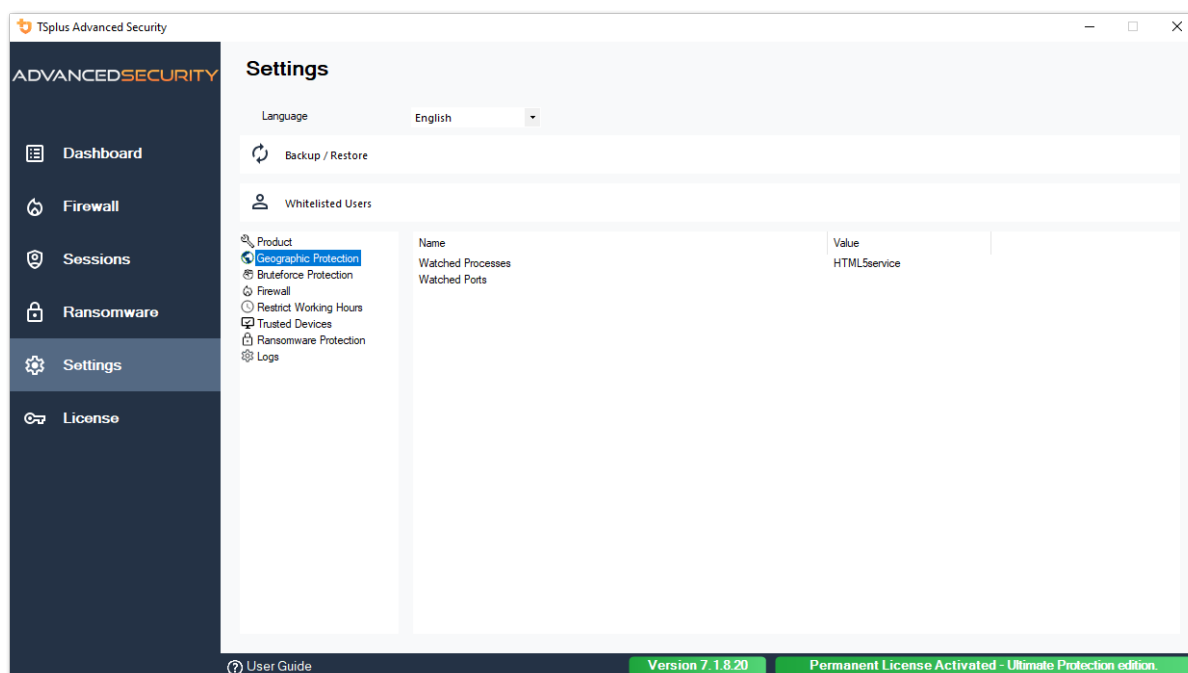 TSplus Advanced Security
ADVANCEDSECURITY
Settings
Language English
Dashboard
Backup / Restore
Firewall
Whitelisted Users
Sessions
Ransomware
Settings
License
Product
Geographic Protection
Bruteforce Protection
Firewall
Restrict Working Hours
Trusted Devices
Ransomware Protection
Logs
Name Value
Watched Processes HTML5service
Watched Ports
User Guide
Version 7.1.8.20
Permanent License Activated - Ultimate Protection edition.